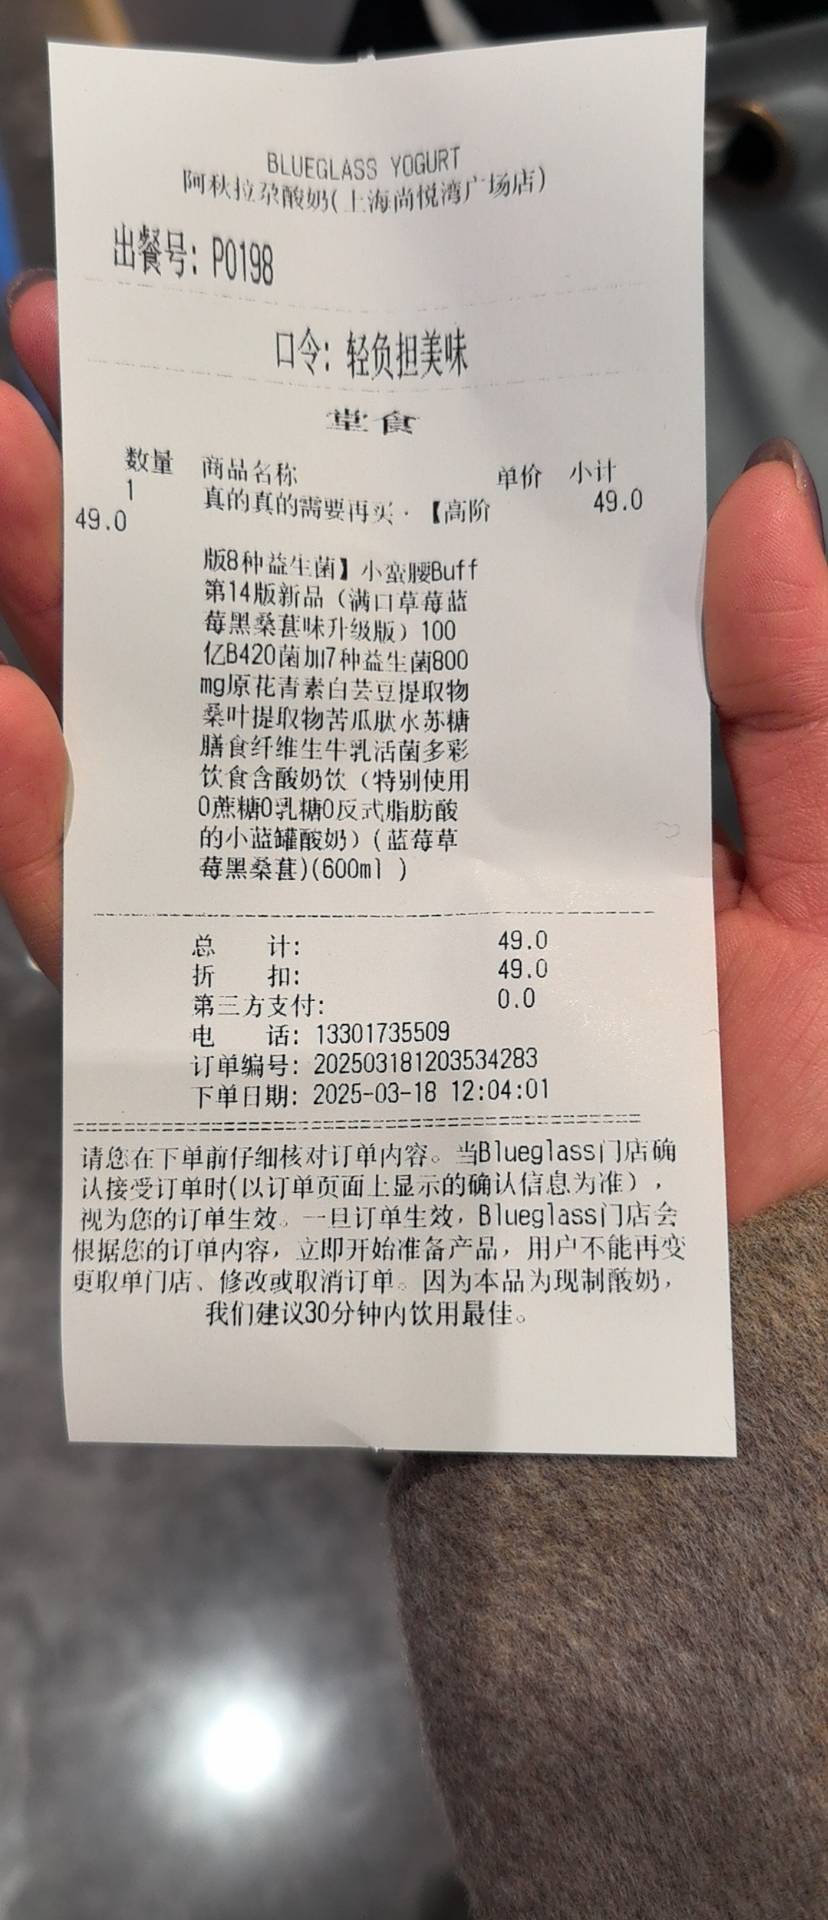 BLUEGLASS YOGURT
阿秋拉尕酸奶(上海尚悦湾广场店)
出餐号: P0198
口令: 轻负担美味
堂食
数量 商品名称 单价 小计
1 真的真的需要再买·【高阶 49.0
49.0
版8种益生菌】小蛮腰Buff
第14版新品（满口草莓蓝
莓黑桑葚味升级版）100
亿B420菌加7种益生菌800
mg原花青素白芸豆提取物
桑叶提取物苦瓜肽水苏糖
膳食纤维生牛乳活菌多彩
饮食含酸奶饮（特别使用
0蔗糖0乳糖0反式脂肪酸
的小蓝罐酸奶）(蓝莓草
莓黑桑葚)(600ml )
总 计: 49.0
折 扣: 49.0
第三方支付: 0.0
电 话: 13301735509
订单编号: 202503181203534283
下单日期: 2025-03-18 12:04:01
请您在下单前仔细核对订单内容。当Blueglass门店确
认接受订单时(以订单页面上显示的确认信息为准)，
视为您的订单生效。一旦订单生效，Blueglass门店会
根据您的订单内容，立即开始准备产品，用户不能再变
更取单门店、修改或取消订单。因为本品为现制酸奶，
我们建议30分钟内饮用最佳。